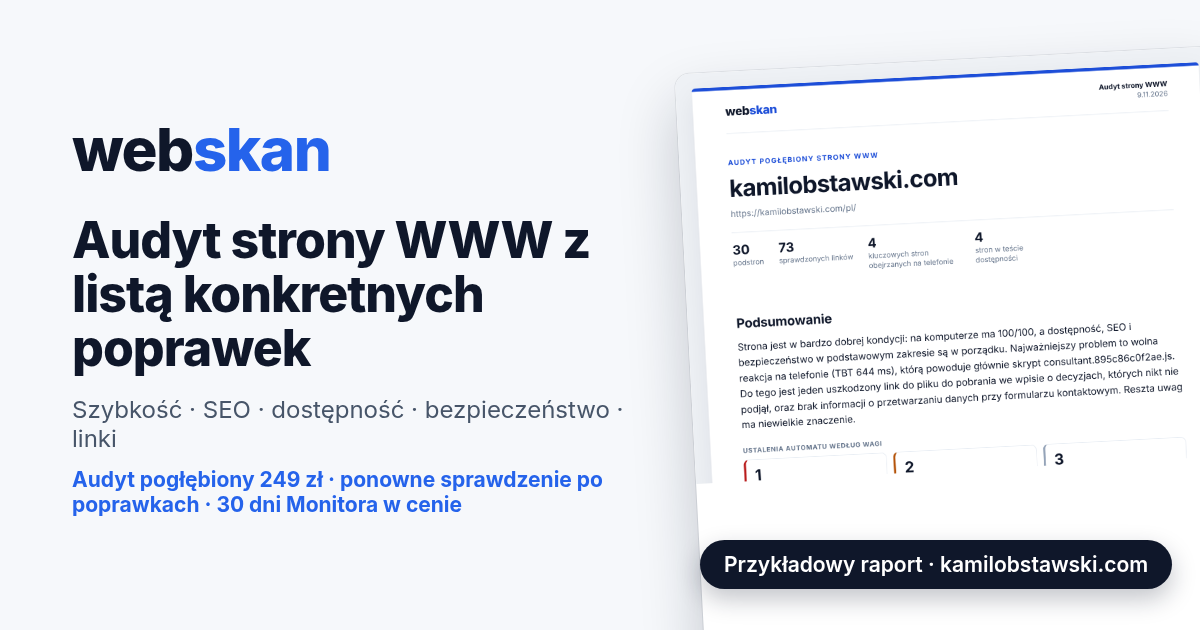 webskan
Audyt strony WWW z
listą konkretnych
poprawek
Szybkość · SEO · dostępność · bezpieczeństwo ·
linki
Audyt pogłębiony 249 zł · ponowne sprawdzenie po
poprawkach · 30 dni Monitora w cenie
webskan
Audyt strony WWW
9.11.2026
AUDYT POGŁĘBIONY STRONY WWW
kamilobstawski.com
https://kamilobstawski.com/pl/
30
podstron
73
sprawdzonych linków
4
kluczowych stron
obejrzanych na telefonie
4
stron w teście
dostępności
Podsumowanie
Strona jest w bardzo dobrej kondycji: na komputerze ma 100/100, a dostępność, SEO i
bezpieczeństwo w podstawowym zakresie są w porządku. Najważniejszy problem to wolna
reakcja na telefonie (TBT 644 ms), którą powoduje głównie skrypt consultant.895c86c0f2ae.js.
Do tego jest jeden uszkodzony link do pliku do pobrania we wpisie o decyzjach, których nikt nie
podjął, oraz brak informacji o przetwarzaniu danych przy formularzu kontaktowym. Reszta uwag
ma niewielkie znaczenie.
USTALENIA AUTOMATU WEDŁUG WAGI
1
2
3
Przykładowy raport · kamilobstawski.com